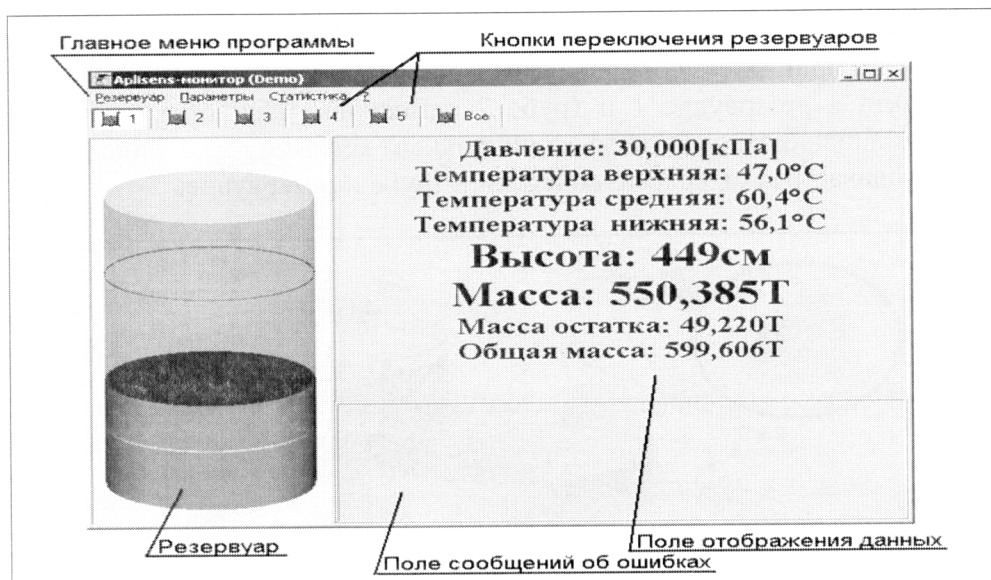 Главное меню программы
Кнопки переключения резервуаров
Aplisens-монитор (Demo)
Резервуар Параметры Статистика ?
1 2 3 4 5 Все
Давление: 30,000[кПа]
Температура верхняя: 47,0°C
Температура средняя: 60,4°C
Температура нижняя: 56,1°C
Высота: 449см
Масса: 550,385Т
Масса остатка: 49,220Т
Общая масса: 599,606Т
Резервуар
Поле сообщений об ошибках
Поле отображения данных